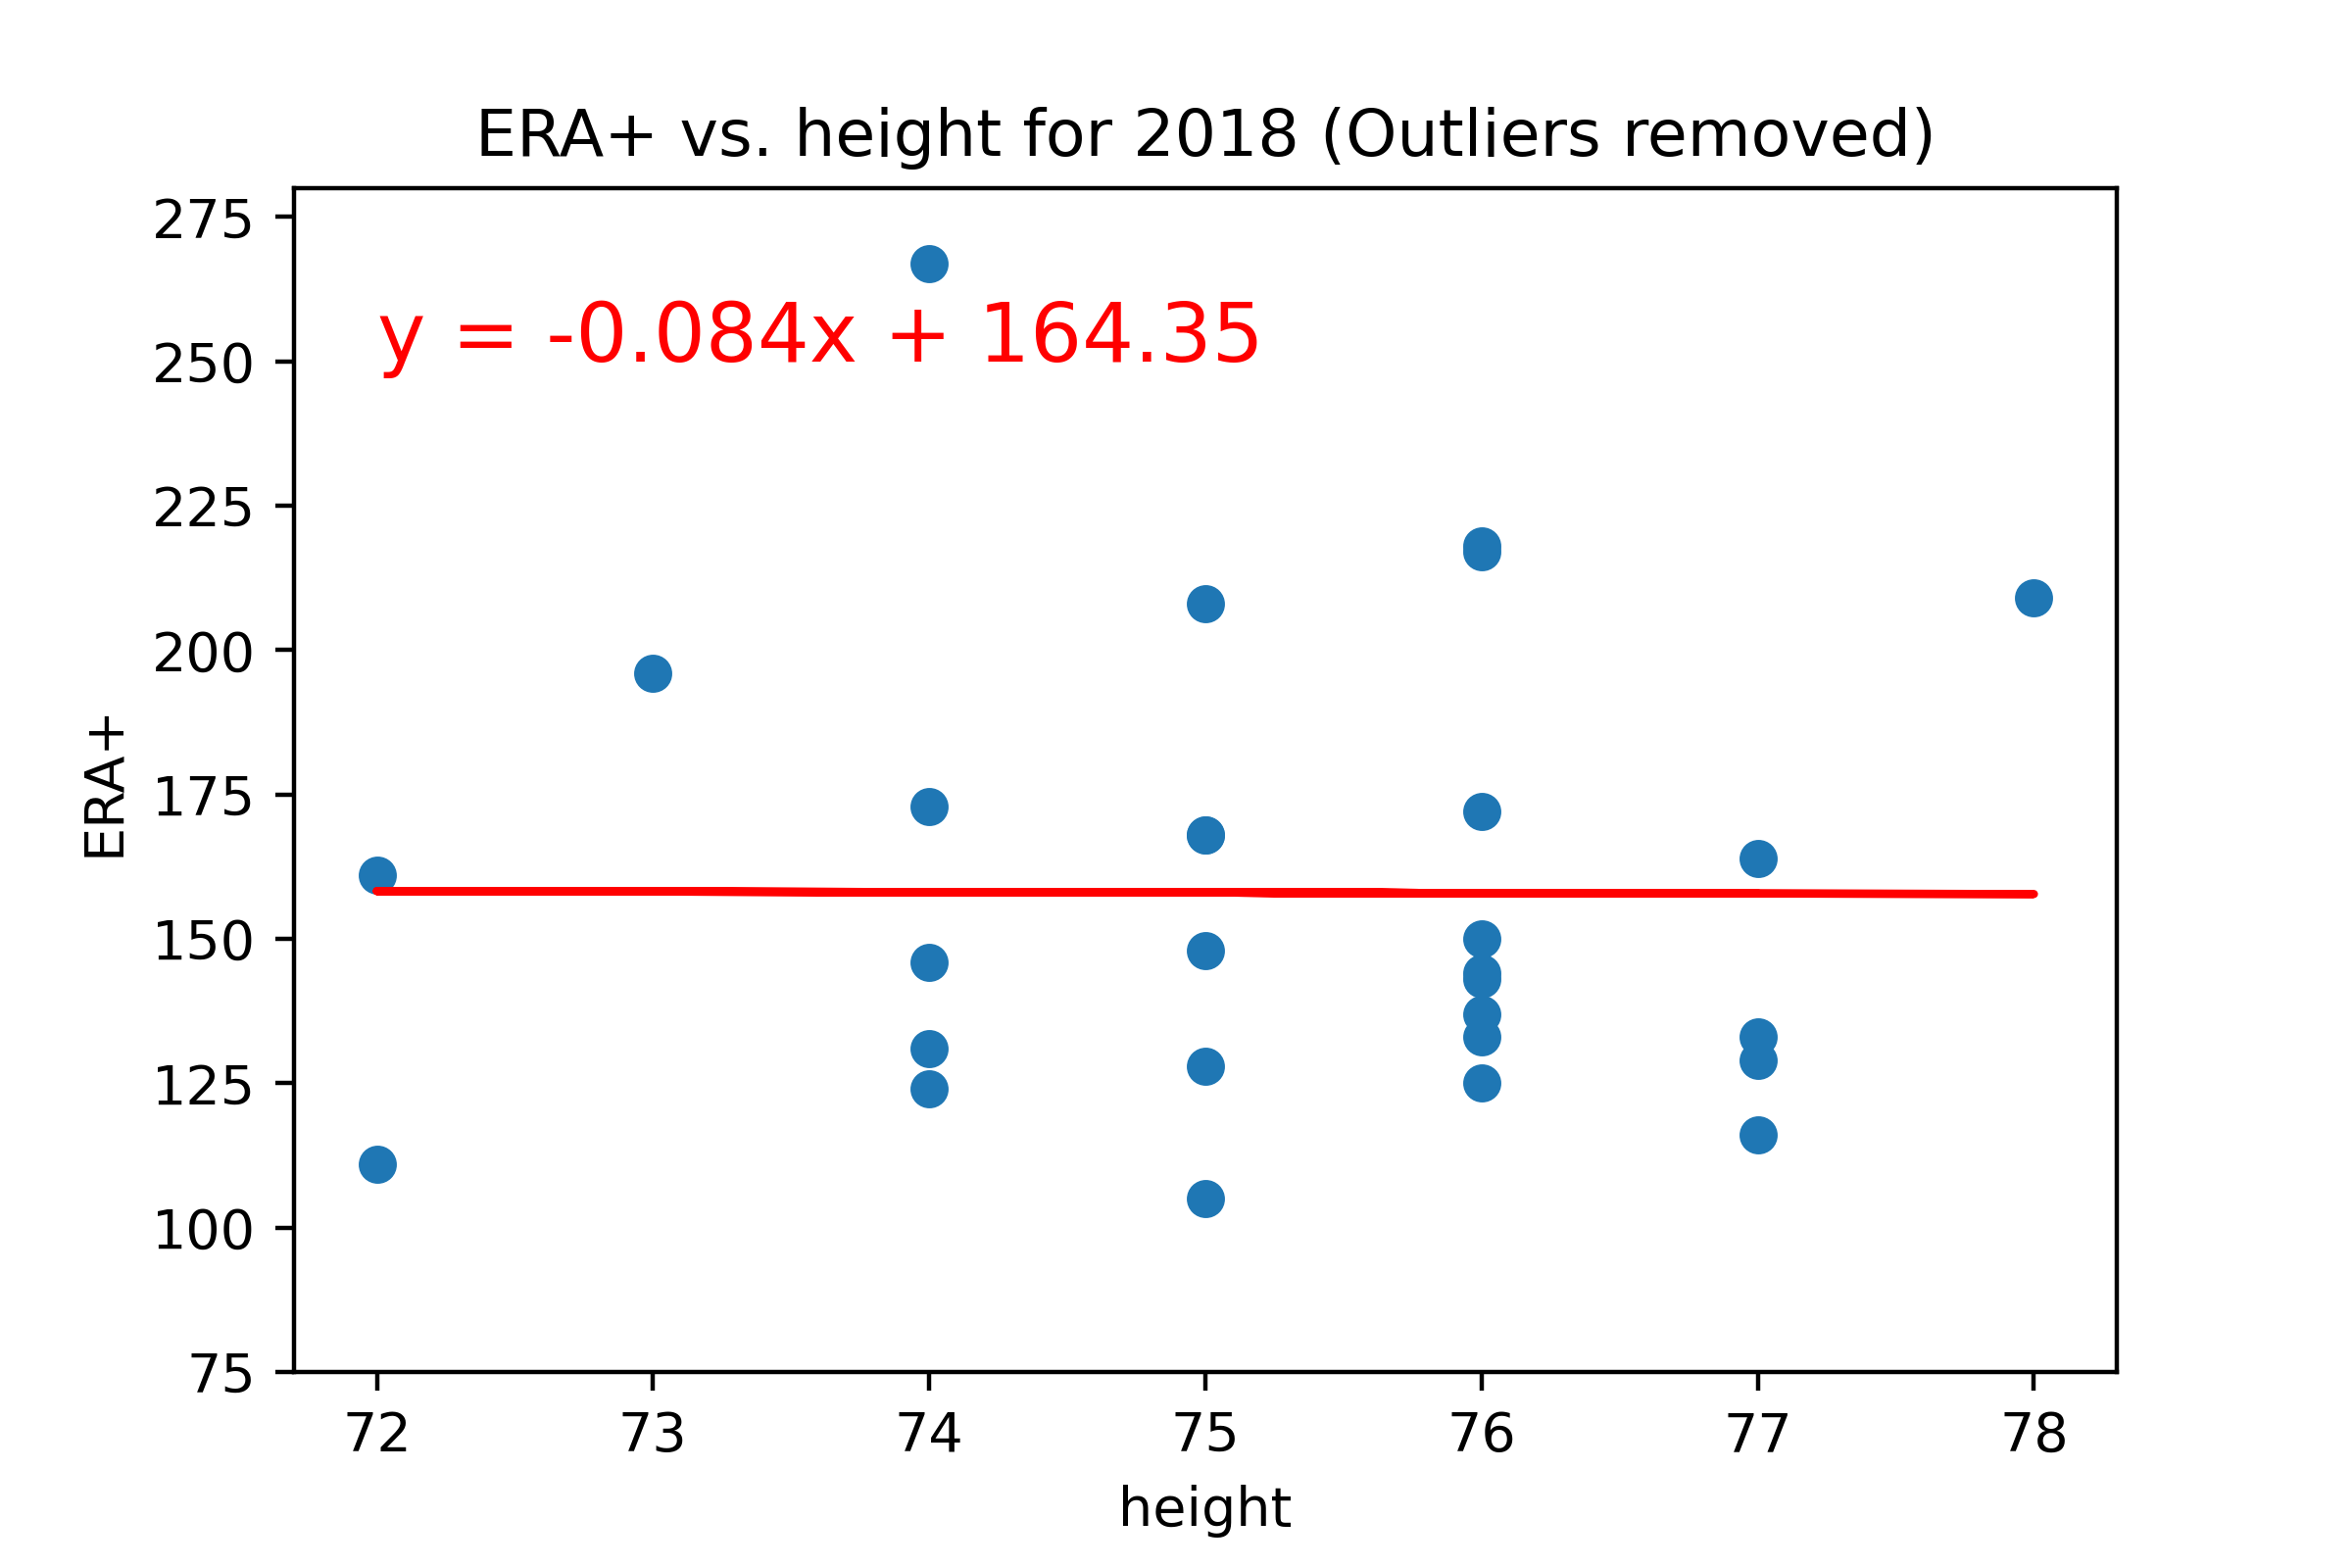 ERA+ vs. height for 2018 (Outliers removed)
275
y = -0.084x + 164.35
250
225
200
ERA+
175
150
125
100
75
72 73 74 75 76 77 78
height